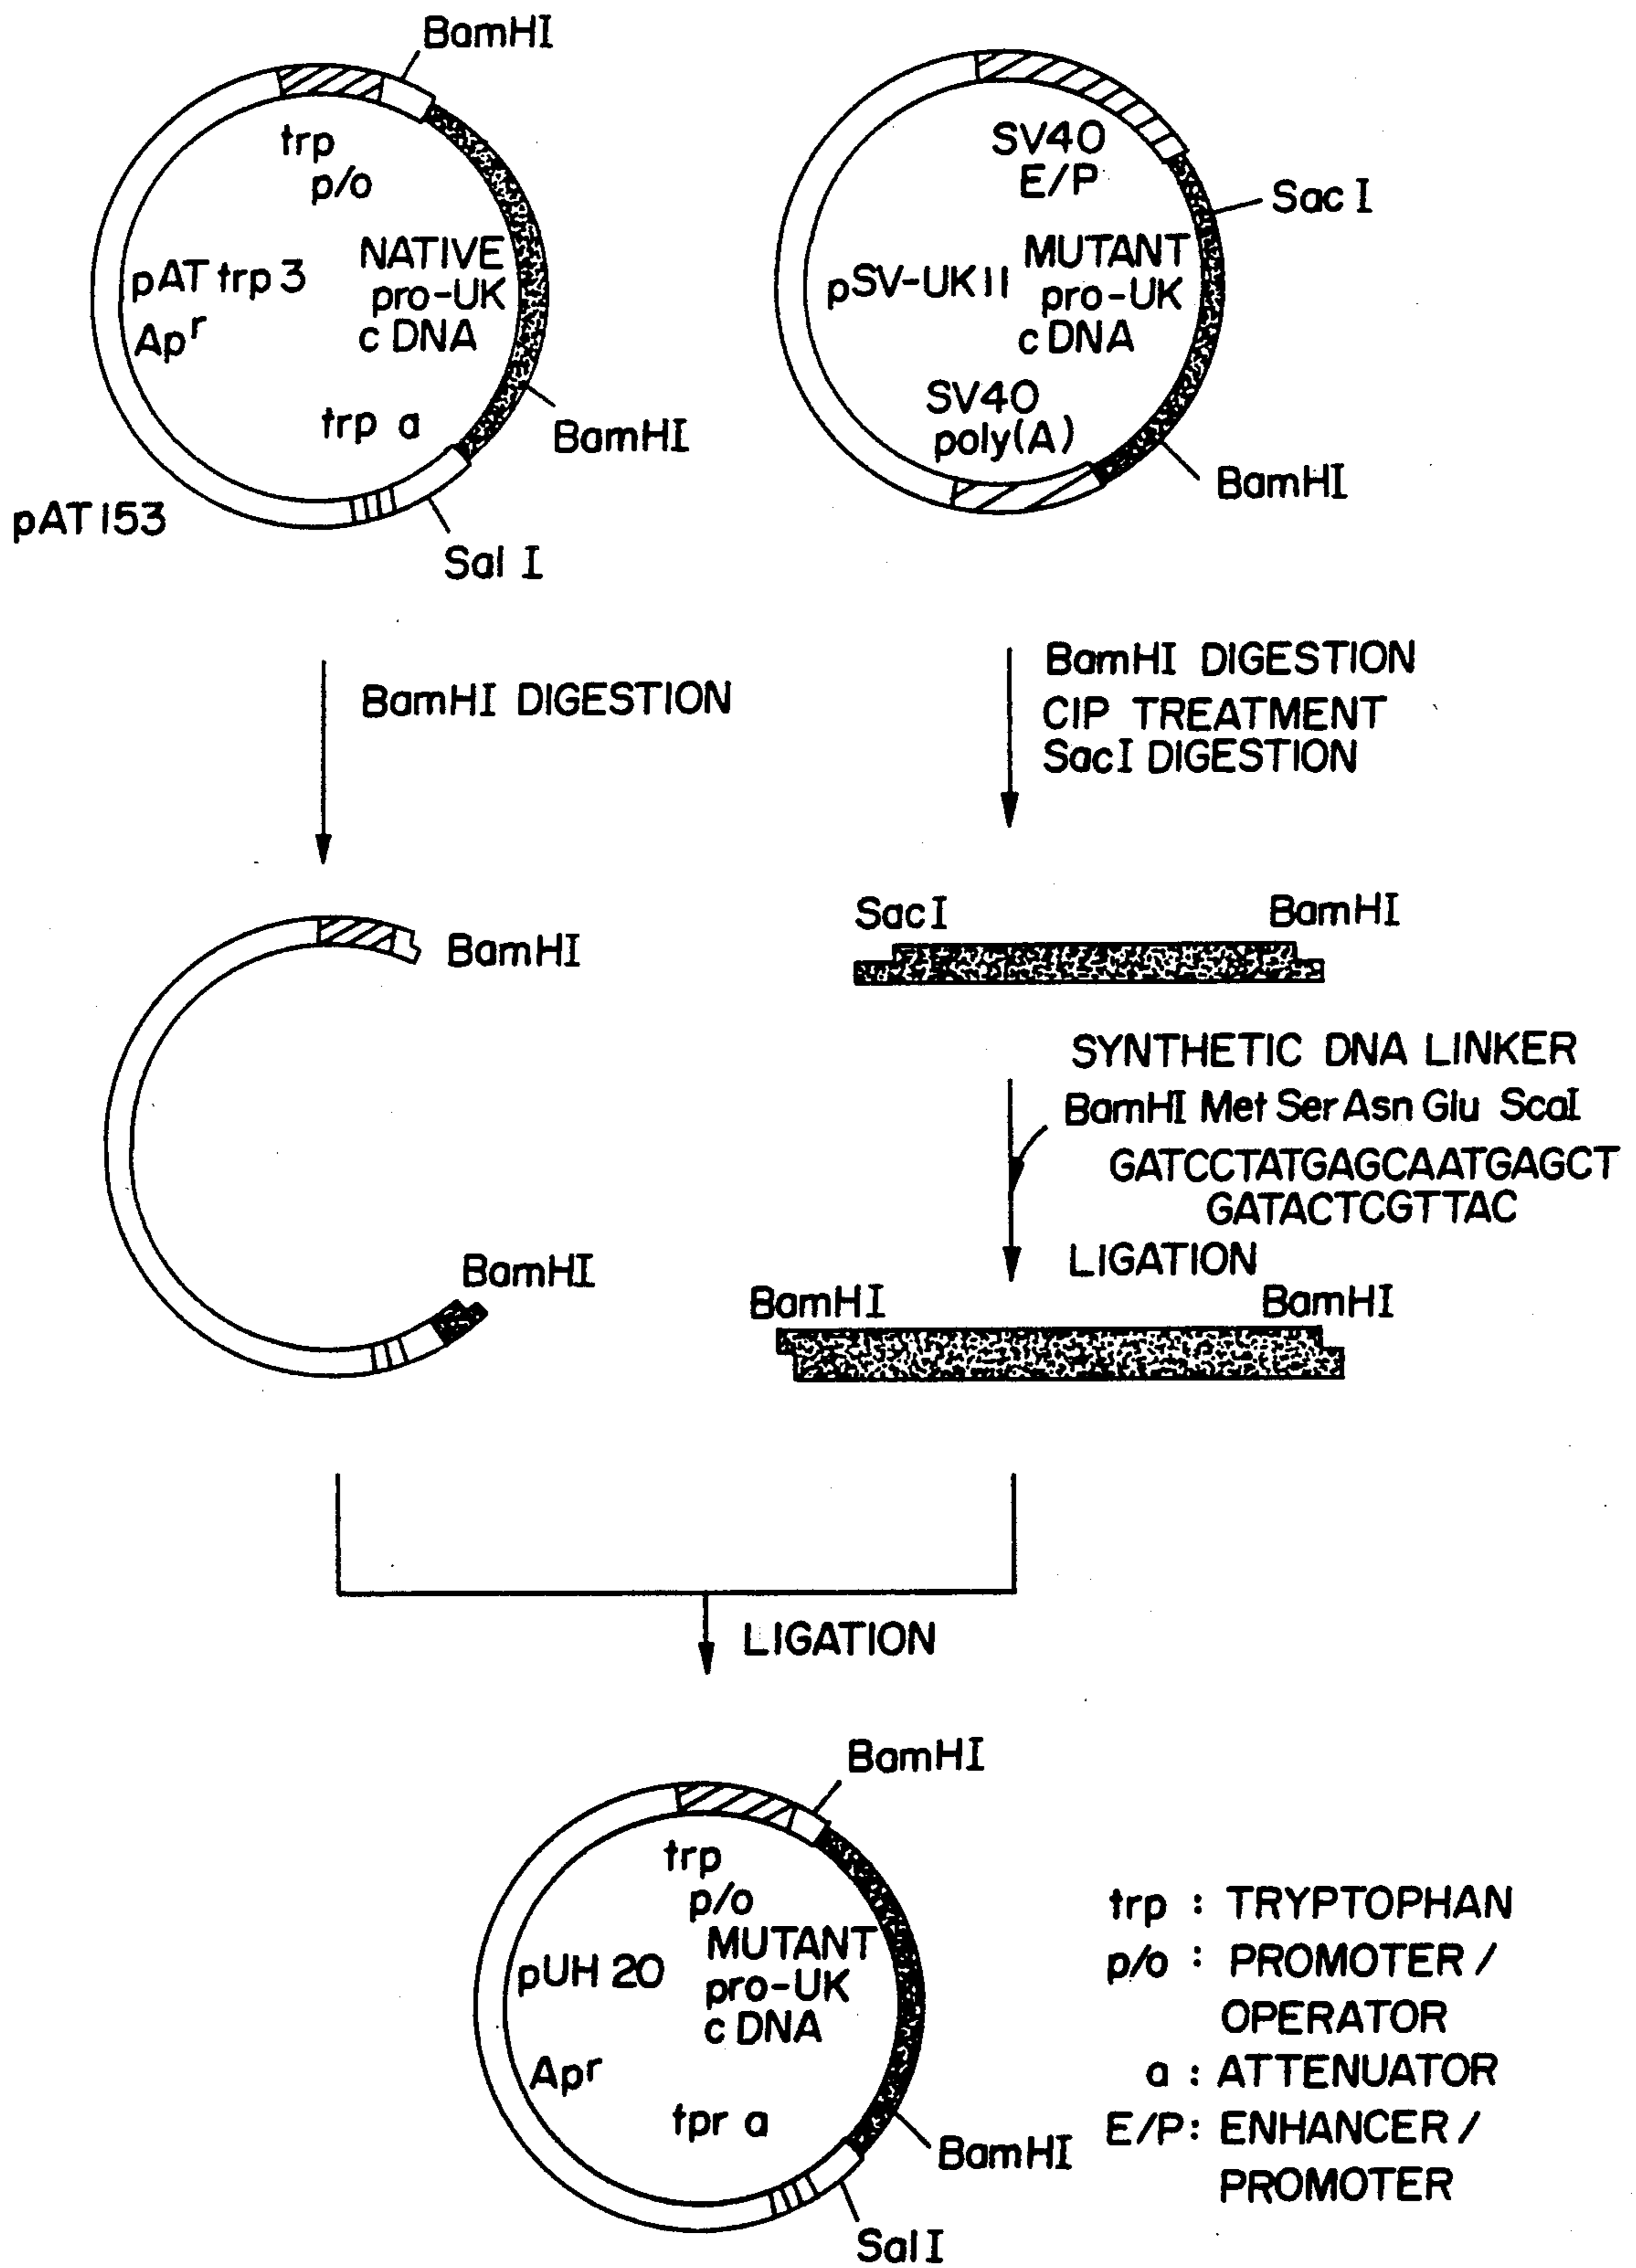 BamHI
trp
p/o
pAT trp 3
Apr
NATIVE
pro-UK
c DNA
BamHI
trp a
pAT153
Sal I
SV40
E/P
Sac I
pSV-UK11
MUTANT
pro-UK
c DNA
SV40
poly(A)
BamHI
BamHI DIGESTION
BamHI DIGESTION
CIP TREATMENT
SacI DIGESTION
BamHI
BamHI
SacI
BamHI
SYNTHETIC DNA LINKER
BamHI Met Ser Asn Glu ScaI
GATCCTATGAGCAATGAGCT
GATACTCGTTAC
LIGATION
BamHI
BamHI
LIGATION
BamHI
trp
p/o
MUTANT
pro-UK
c DNA
pUH 20
Apr
tpr a
BamHI
Sal I
trp : TRYPTOPHAN
p/o : PROMOTER /
OPERATOR
a : ATTENUATOR
E/P: ENHANCER /
PROMOTER